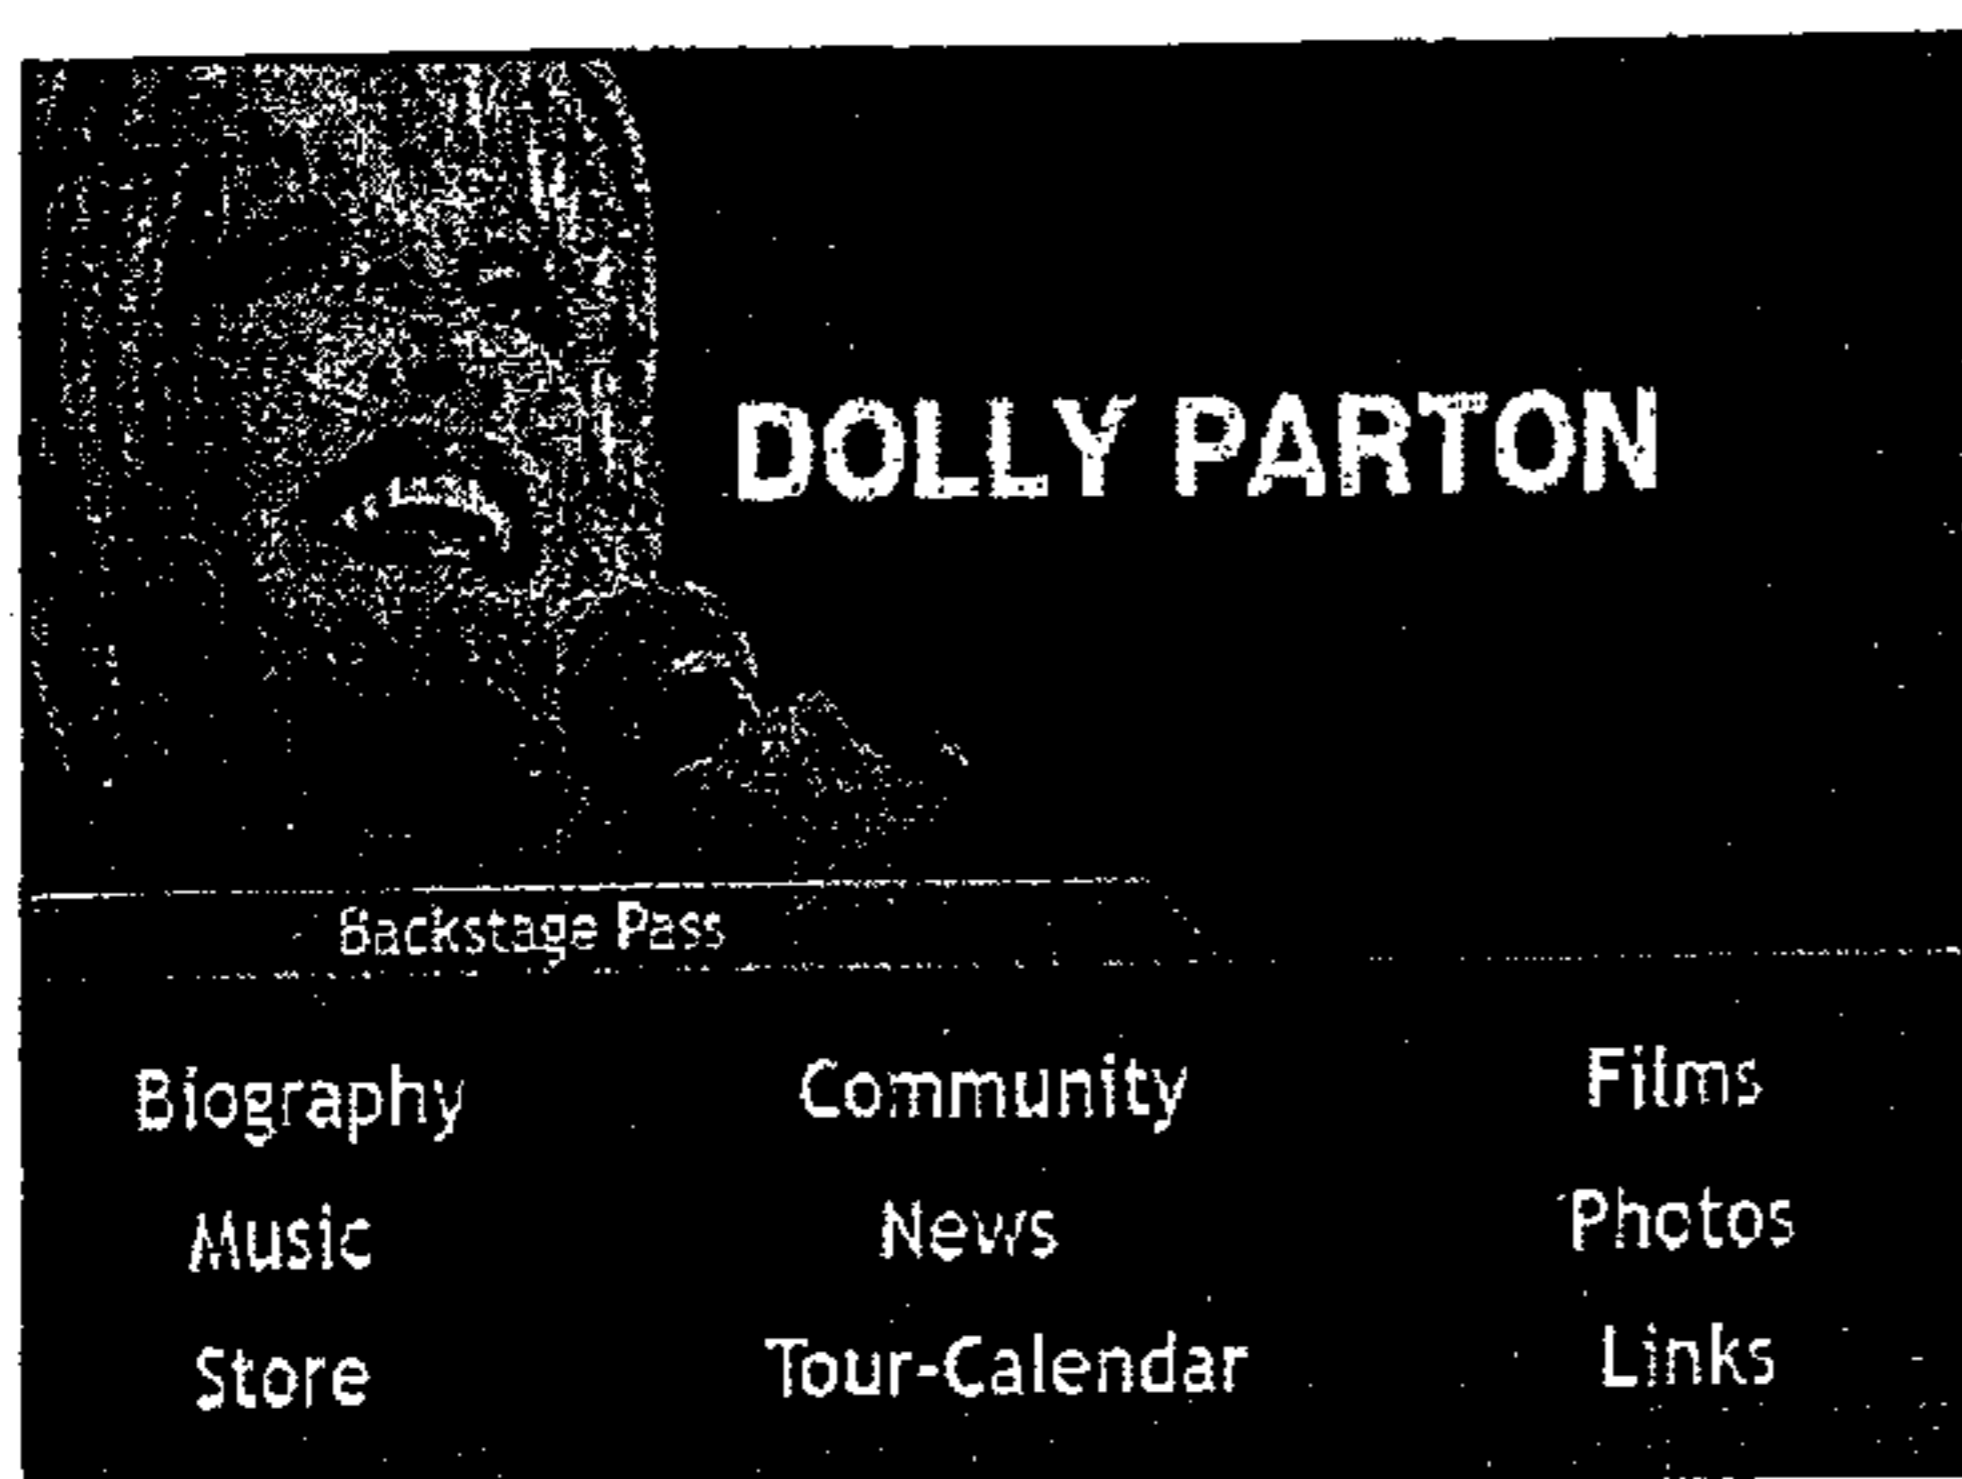 DOLLY PARTON
Backstage Pass
Biography Community Films
Music News Photos
Store Tour-Calendar Links